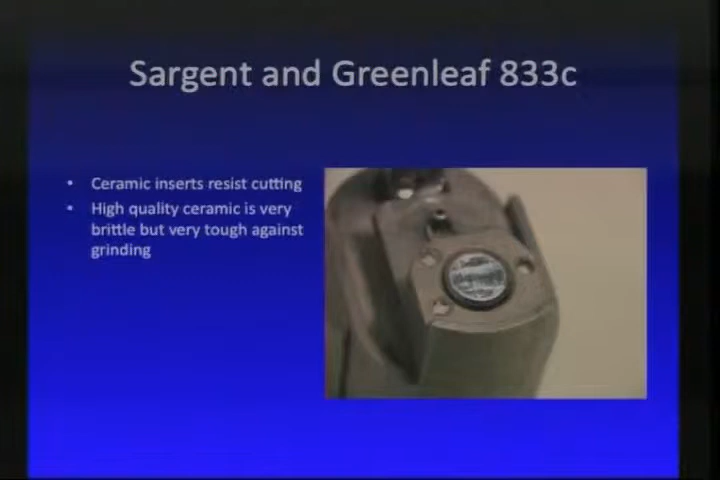 Sargent and Greenleaf 833c
• Ceramic inserts resist cutting
• High quality ceramic is very
brittle but very tough against
grinding